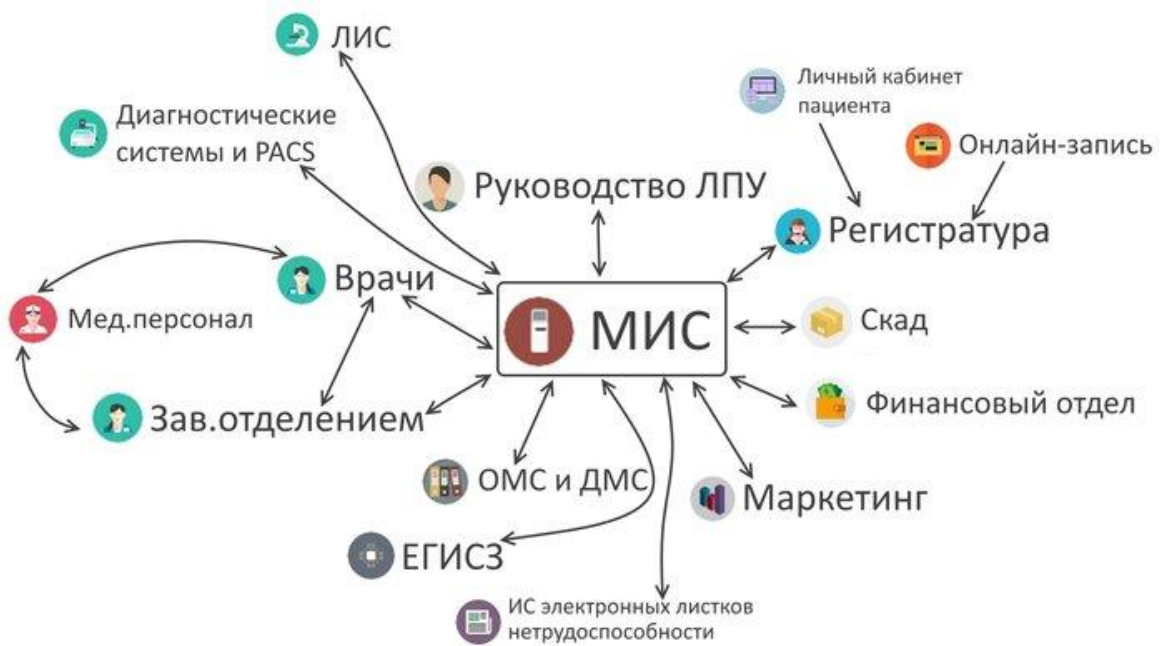 ЛИС
Личный кабинет
пациента
Диагностические
системы и PACS
Онлайн-запись
Руководство ЛПУ
Регистратура
Врачи
Мед.персонал
МИС
Скад
Финансовый отдел
Зав.отделением
ОМС и ДМС
Маркетинг
ЕГИСЗ
ИС электронных листков
нетрудоспособности